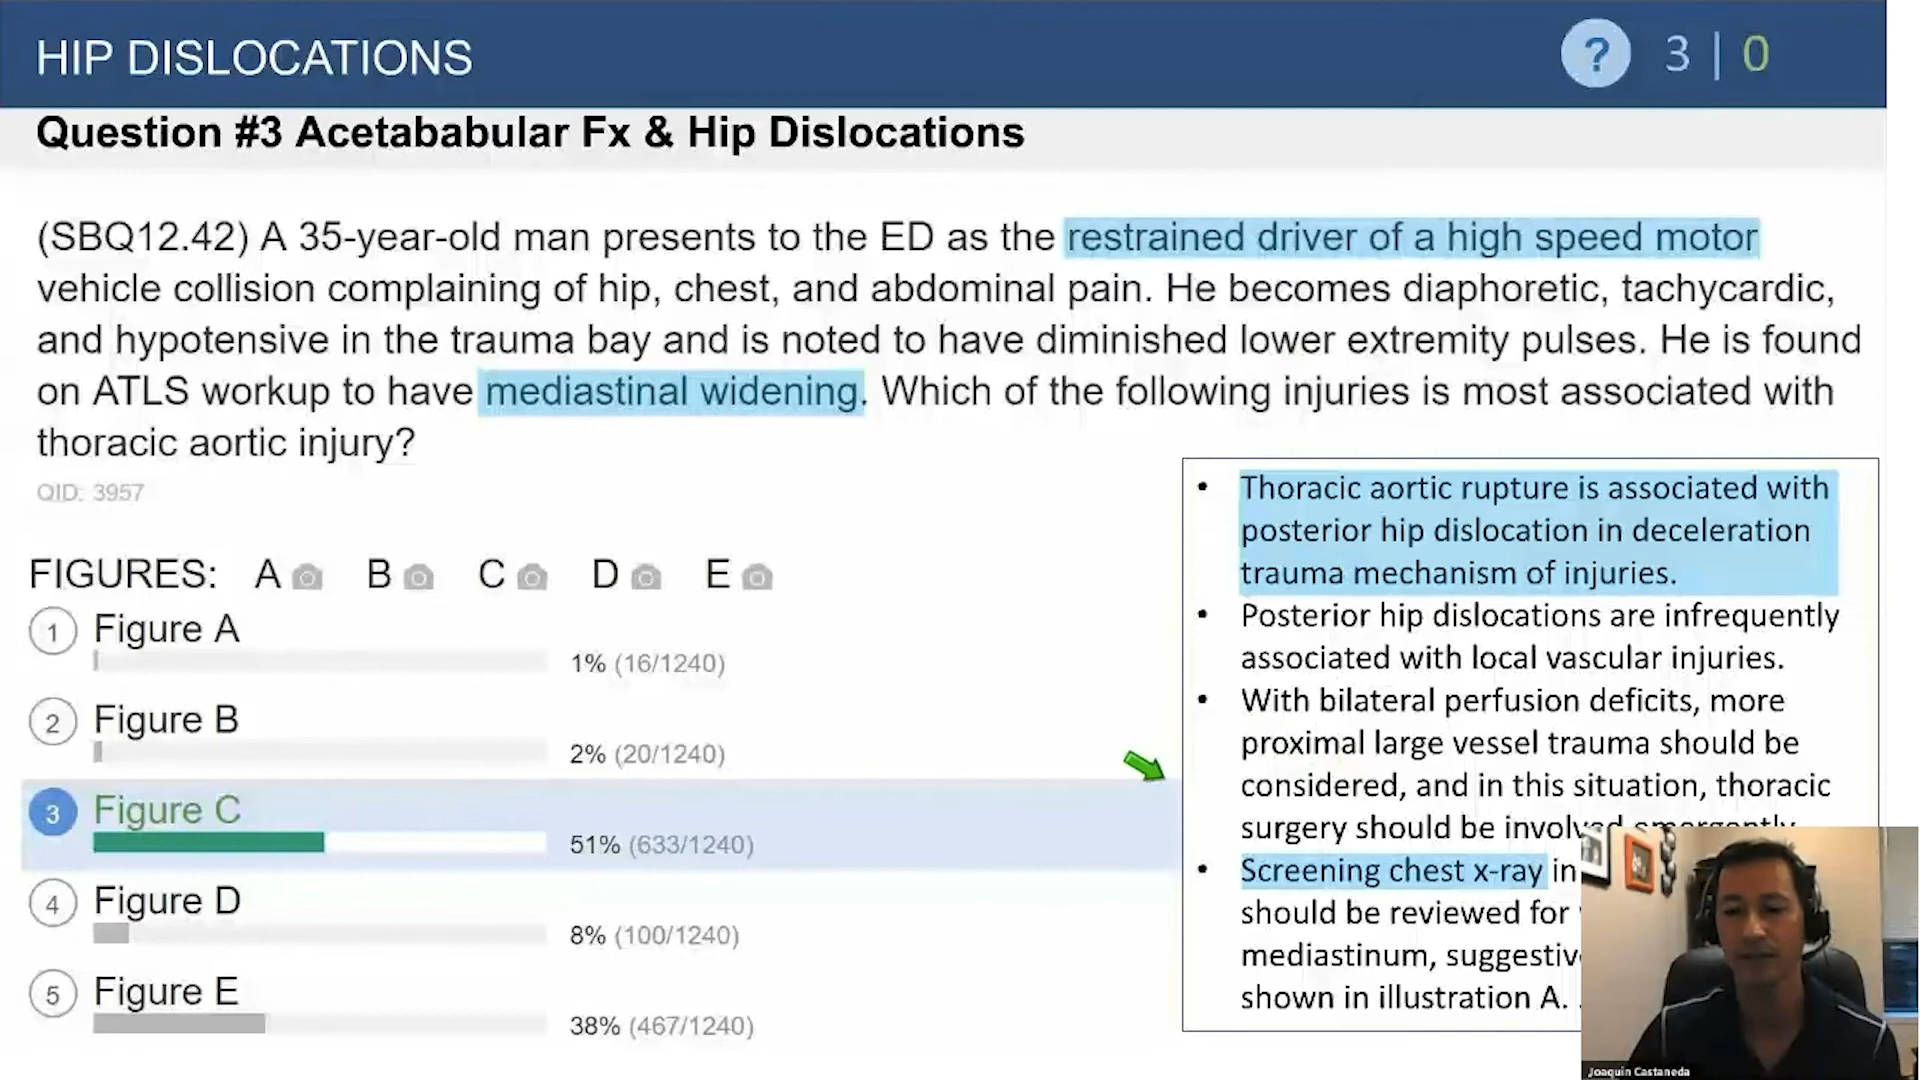 HIP DISLOCATIONS
? 3 | 0
Question #3 Acetababular Fx & Hip Dislocations
(SBQ12.42) A 35-year-old man presents to the ED as the restrained driver of a high speed motor
vehicle collision complaining of hip, chest, and abdominal pain. He becomes diaphoretic, tachycardic,
and hypotensive in the trauma bay and is noted to have diminished lower extremity pulses. He is found
on ATLS workup to have mediastinal widening. Which of the following injuries is most associated with
thoracic aortic injury?
QID: 3957
FIGURES: A B C D E
1 Figure A
1% (16/1240)
2 Figure B
2% (20/1240)
3 Figure C
51% (633/1240)
4 Figure D
8% (100/1240)
5 Figure E
38% (467/1240)
• Thoracic aortic rupture is associated with
posterior hip dislocation in deceleration
trauma mechanism of injuries.
• Posterior hip dislocations are infrequently
associated with local vascular injuries.
• With bilateral perfusion deficits, more
proximal large vessel trauma should be
considered, and in this situation, thoracic
surgery should be involved emergently
• Screening chest x-ray in
should be reviewed for
mediastinum,
shown in illustration A.
Joaquin Castaneda